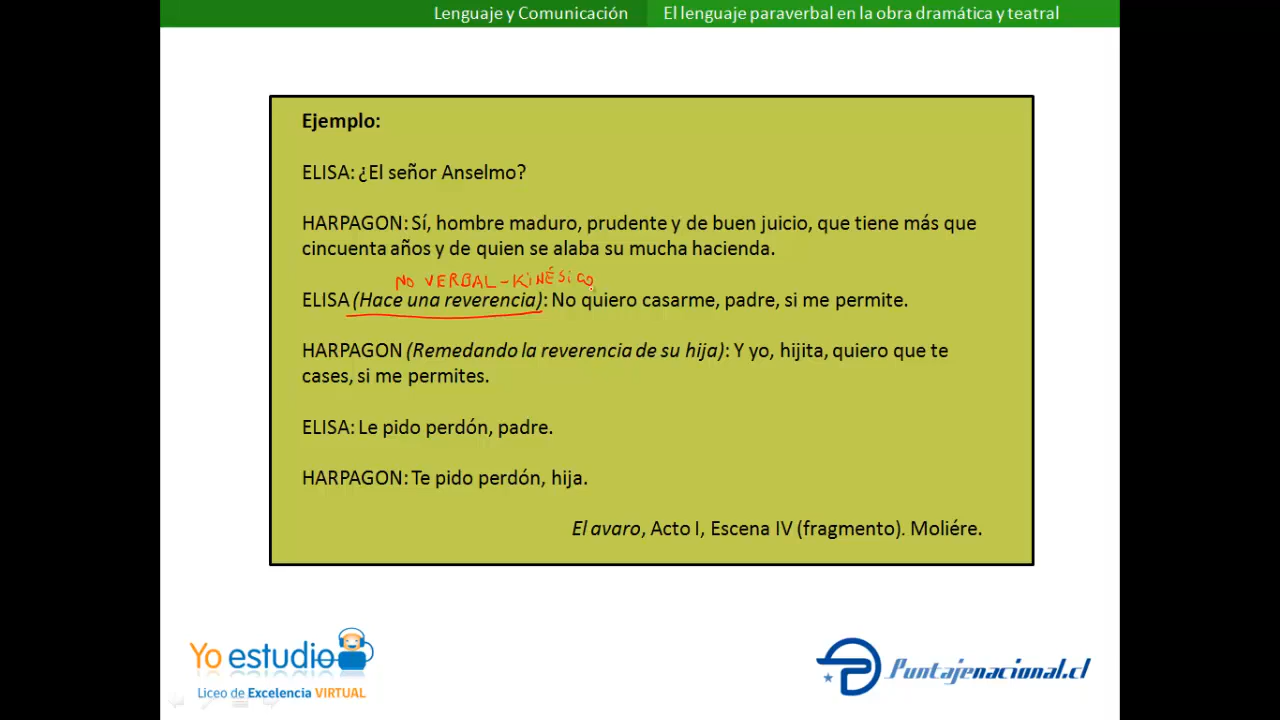 Lenguaje y Comunicación El lenguaje paraverbal en la obra dramática y teatral
Ejemplo:
ELISA: ¿El señor Anselmo?
HARPAGON: Sí, hombre maduro, prudente y de buen juicio, que tiene más que
cincuenta años y de quien se alaba su mucha hacienda.
NO VERBAL - KiNÉSiCO
ELISA (Hace una reverencia): No quiero casarme, padre, si me permite.
HARPAGON (Remedando la reverencia de su hija): Y yo, hijita, quiero que te
cases, si me permites.
ELISA: Le pido perdón, padre.
HARPAGON: Te pido perdón, hija.
El avaro, Acto I, Escena IV (fragmento). Moliére.
Yo estudio
Liceo de Excelencia VIRTUAL
Puntajenacional.cl